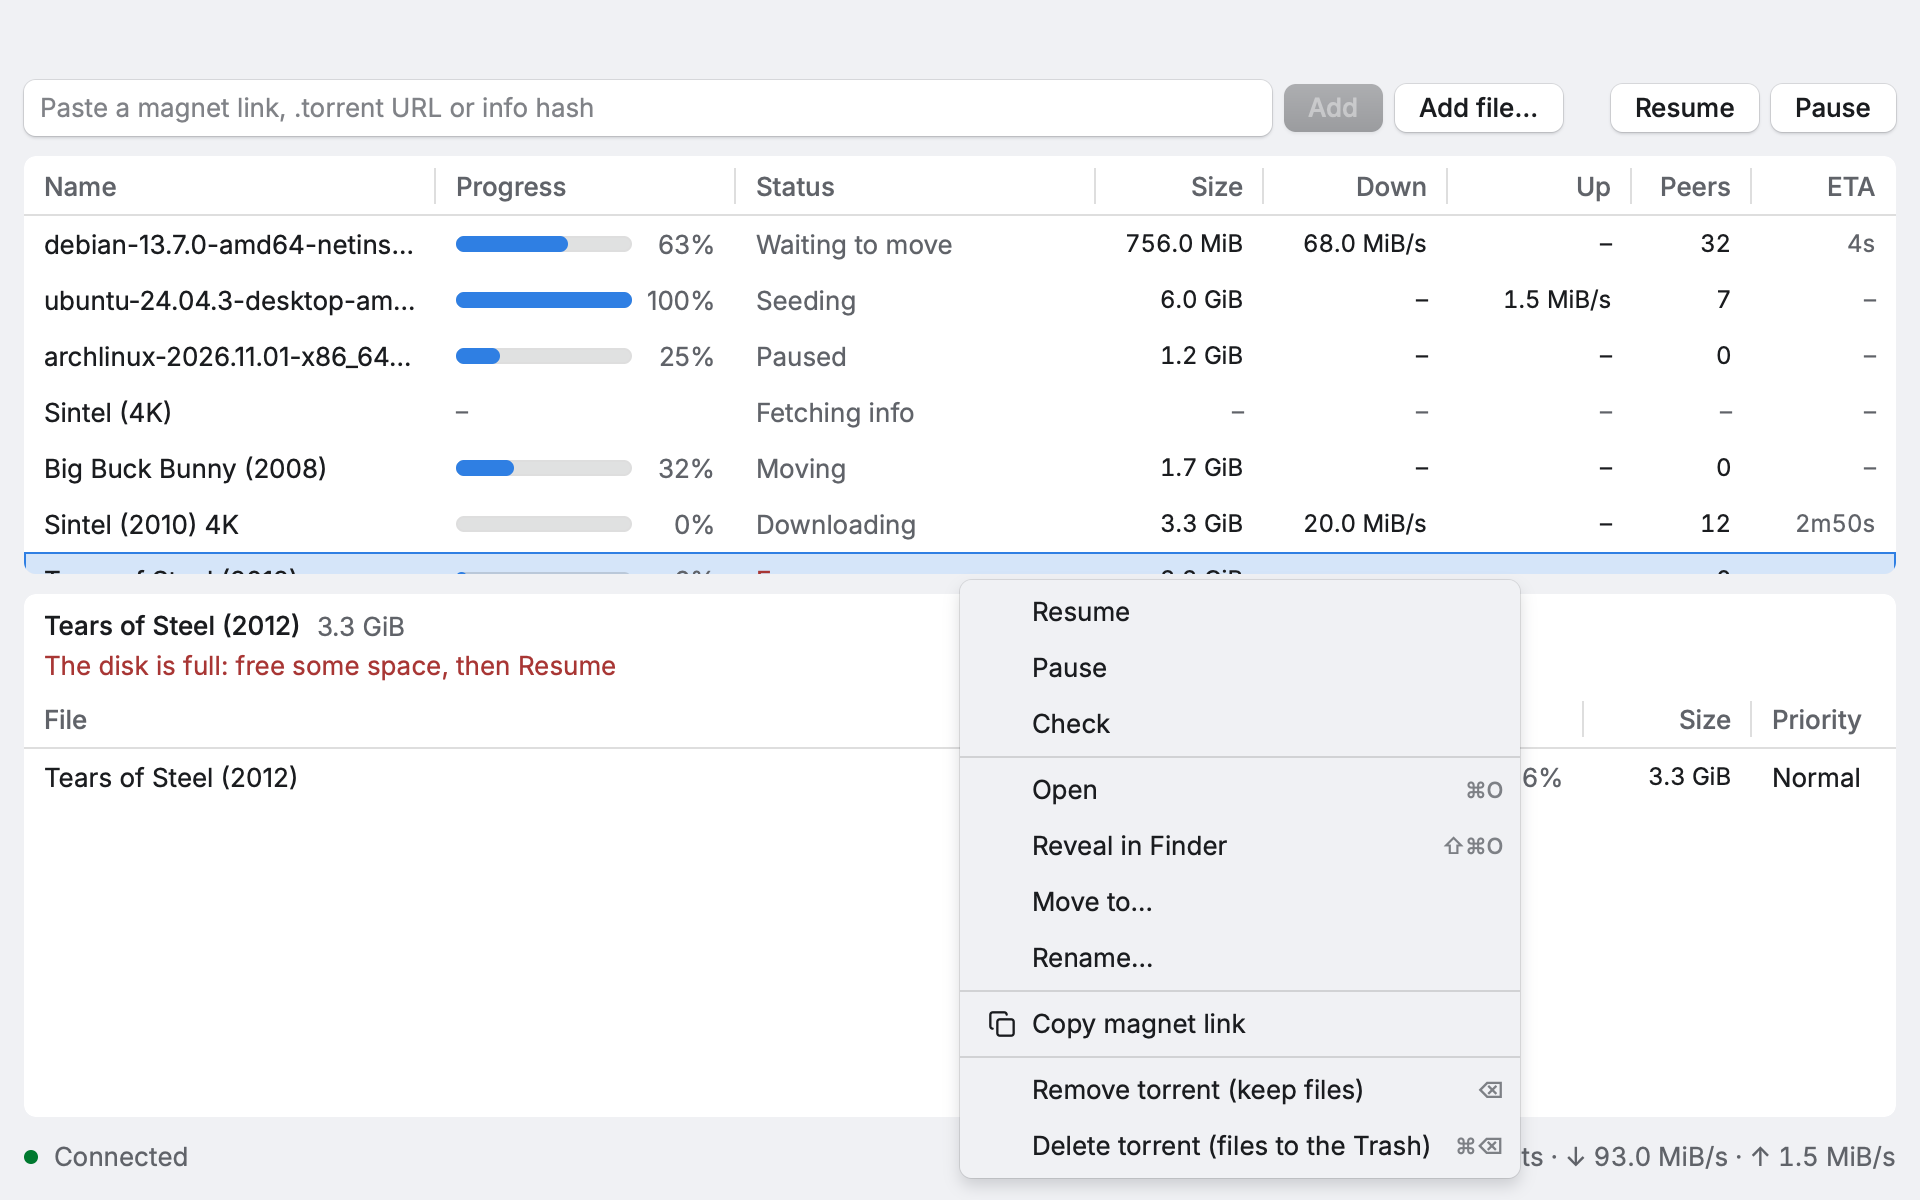 Paste a magnet link, .torrent URL or info hash Add Add file... Resume Pause
Name Progress Status Size Down Up Peers ETA
debian-13.7.0-amd64-netins... 63% Waiting to move 756.0 MiB 68.0 MiB/s – 32 4s
ubuntu-24.04.3-desktop-am... 100% Seeding 6.0 GiB – 1.5 MiB/s 7 –
archlinux-2026.11.01-x86_64... 25% Paused 1.2 GiB – – 0 –
Sintel (4K) – Fetching info – – – – –
Big Buck Bunny (2008) 32% Moving 1.7 GiB – – 0 –
Sintel (2010) 4K 0% Downloading 3.3 GiB 20.0 MiB/s – 12 2m50s
Tears of Steel (2012) 3.3 GiB
The disk is full: free some space, then Resume
File Size Priority
Tears of Steel (2012) 6% 3.3 GiB Normal
Resume
Pause
Check
Open ⌘O
Reveal in Finder ⇧⌘O
Move to...
Rename...
Copy magnet link
Remove torrent (keep files) ⌫
Delete torrent (files to the Trash) ⌘⌫
Connected ts · ↓ 93.0 MiB/s · ↑ 1.5 MiB/s